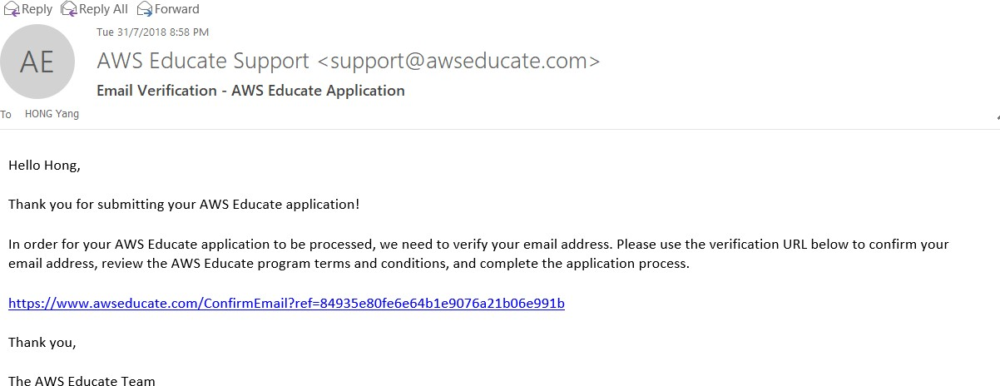 Reply Reply All Forward
Tue 31/7/2018 8:58 PM
AE
AWS Educate Support <support@awseducate.com>
Email Verification - AWS Educate Application
To HONG Yang
Hello Hong,
Thank you for submitting your AWS Educate application!
In order for your AWS Educate application to be processed, we need to verify your email address. Please use the verification URL below to confirm your
email address, review the AWS Educate program terms and conditions, and complete the application process.
https://www.awseducate.com/ConfirmEmail?ref=84935e80fe6e64b1e9076a21b06e991b
Thank you,
The AWS Educate Team